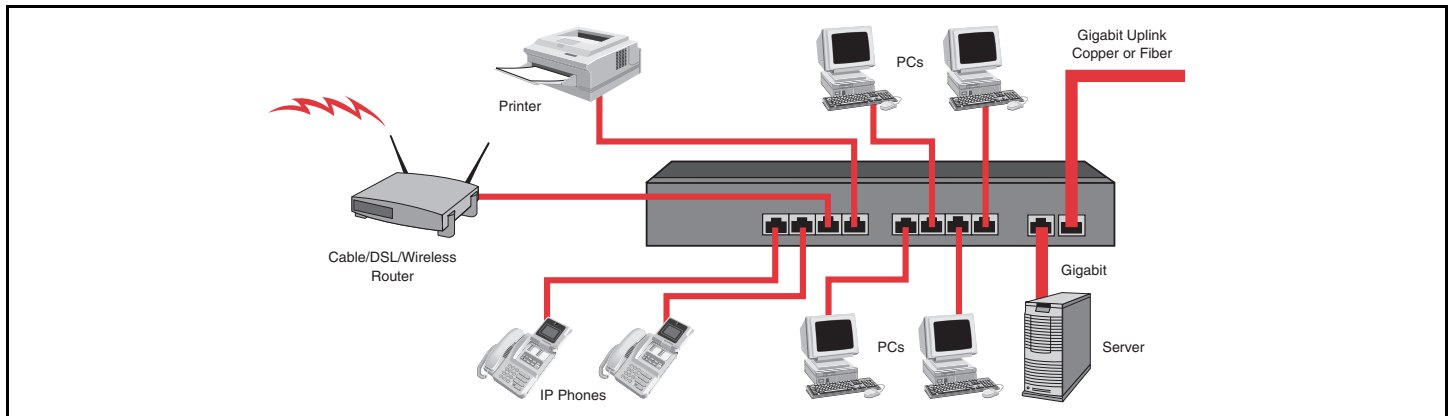 Gigabit Uplink
Copper or Fiber
PCs
Printer
Cable/DSL/Wireless
Router
Gigabit
IP Phones
PCs
Server